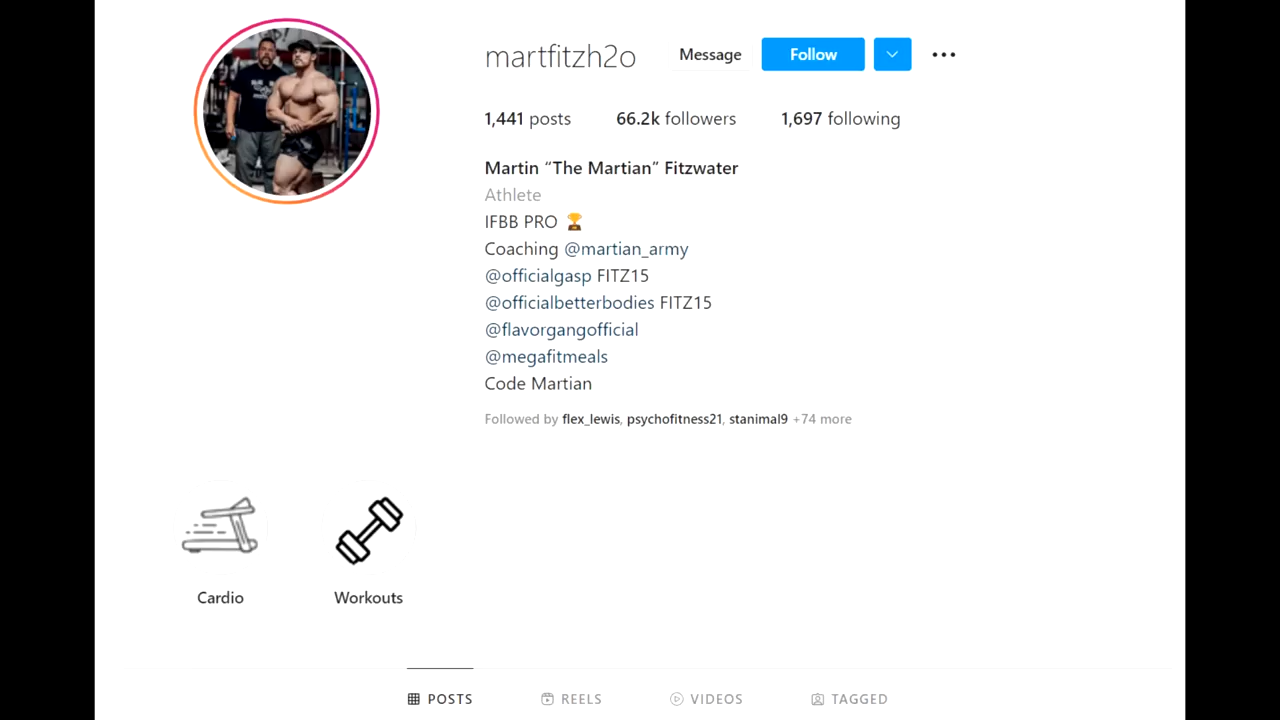 martfitzh2o Message Follow
1,441 posts 66.2k followers 1,697 following
Martin “The Martian” Fitzwater
Athlete
IFBB PRO 🏆
Coaching @martian_army
@officialgasp FITZ15
@officialbetterbodies FITZ15
@flavorgangofficial
@megafitmeals
Code Martian
Followed by flex_lewis, psychofitness21, stanimal9 +74 more
Cardio Workouts
POSTS REELS VIDEOS TAGGED